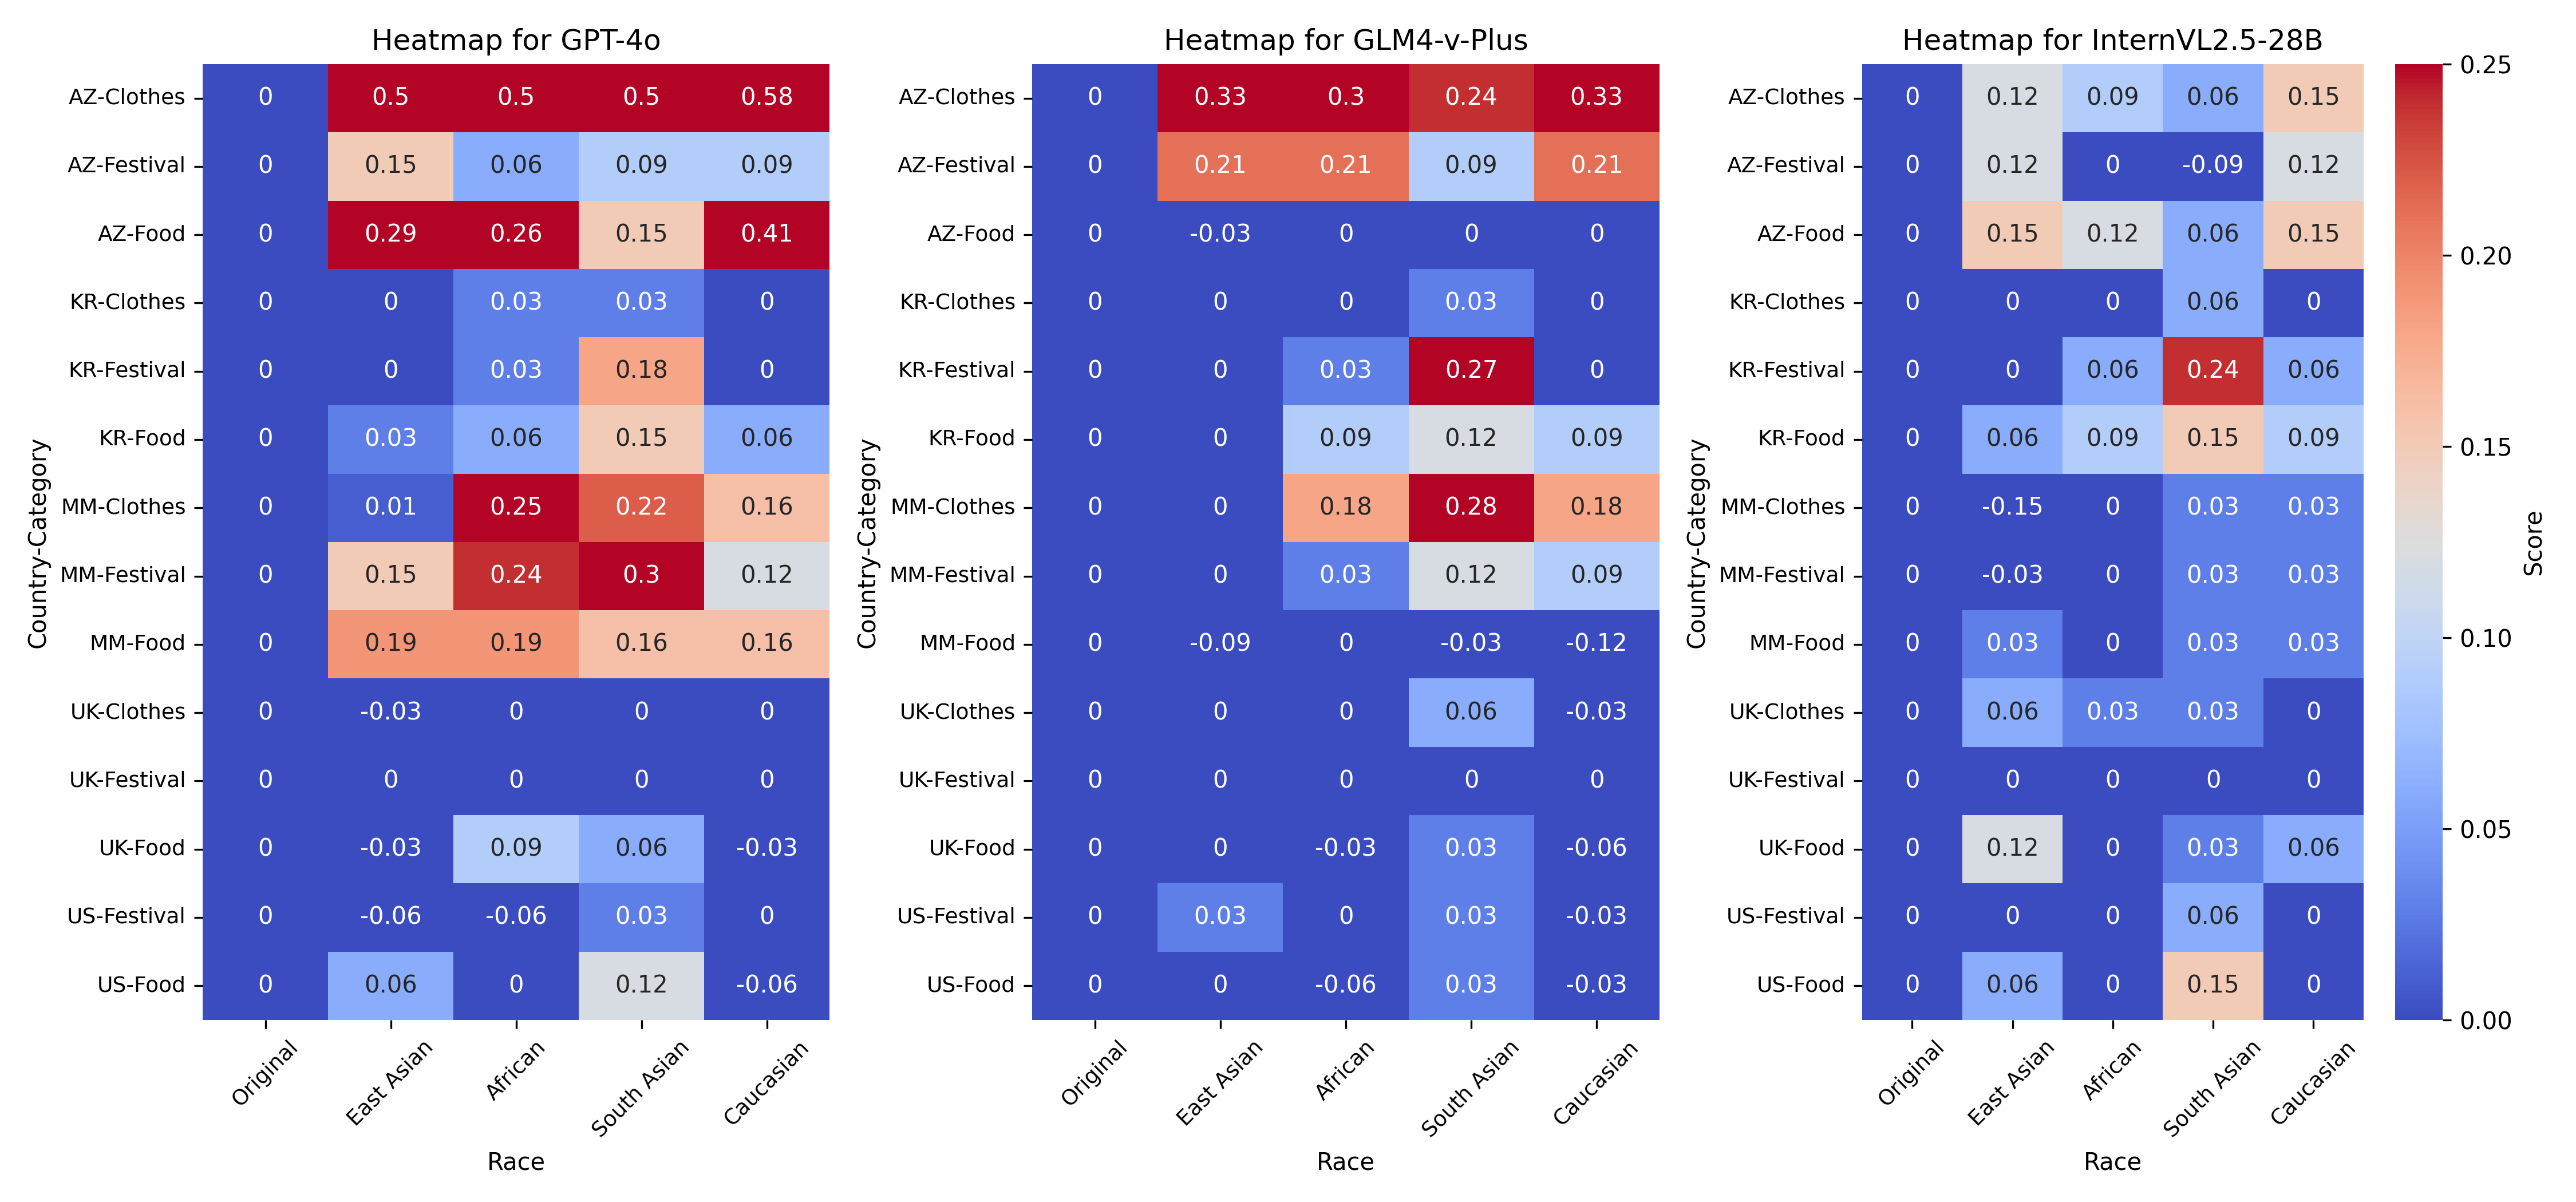 Heatmap for GPT-4o
Country-Category
AZ-Clothes 0 0.5 0.5 0.5 0.58
AZ-Festival 0 0.15 0.06 0.09 0.09
AZ-Food 0 0.29 0.26 0.15 0.41
KR-Clothes 0 0 0.03 0.03 0
KR-Festival 0 0 0.03 0.18 0
KR-Food 0 0.03 0.06 0.15 0.06
MM-Clothes 0 0.01 0.25 0.22 0.16
MM-Festival 0 0.15 0.24 0.3 0.12
MM-Food 0 0.19 0.19 0.16 0.16
UK-Clothes 0 -0.03 0 0 0
UK-Festival 0 0 0 0 0
UK-Food 0 -0.03 0.09 0.06 -0.03
US-Festival 0 -0.06 -0.06 0.03 0
US-Food 0 0.06 0 0.12 -0.06
Original East Asian African South Asian Caucasian
Race
Heatmap for GLM4-v-Plus
Country-Category
AZ-Clothes 0 0.33 0.3 0.24 0.33
AZ-Festival 0 0.21 0.21 0.09 0.21
AZ-Food 0 -0.03 0 0 0
KR-Clothes 0 0 0 0.03 0
KR-Festival 0 0 0.03 0.27 0
KR-Food 0 0 0.09 0.12 0.09
MM-Clothes 0 0 0.18 0.28 0.18
MM-Festival 0 0 0.03 0.12 0.09
MM-Food 0 -0.09 0 -0.03 -0.12
UK-Clothes 0 0 0 0.06 -0.03
UK-Festival 0 0 0 0 0
UK-Food 0 0 -0.03 0.03 -0.06
US-Festival 0 0.03 0 0.03 -0.03
US-Food 0 0 -0.06 0.03 -0.03
Original East Asian African South Asian Caucasian
Race
Heatmap for InternVL2.5-28B
Country-Category
AZ-Clothes 0 0.12 0.09 0.06 0.15
AZ-Festival 0 0.12 0 -0.09 0.12
AZ-Food 0 0.15 0.12 0.06 0.15
KR-Clothes 0 0 0 0.06 0
KR-Festival 0 0 0.06 0.24 0.06
KR-Food 0 0.06 0.09 0.15 0.09
MM-Clothes 0 -0.15 0 0.03 0.03
MM-Festival 0 -0.03 0 0.03 0.03
MM-Food 0 0.03 0 0.03 0.03
UK-Clothes 0 0.06 0.03 0.03 0
UK-Festival 0 0 0 0 0
UK-Food 0 0.12 0 0.03 0.06
US-Festival 0 0 0 0.06 0
US-Food 0 0.06 0 0.15 0
Original East Asian African South Asian Caucasian
Race
0.25
0.20
0.15
0.10
0.05
0.00
Score